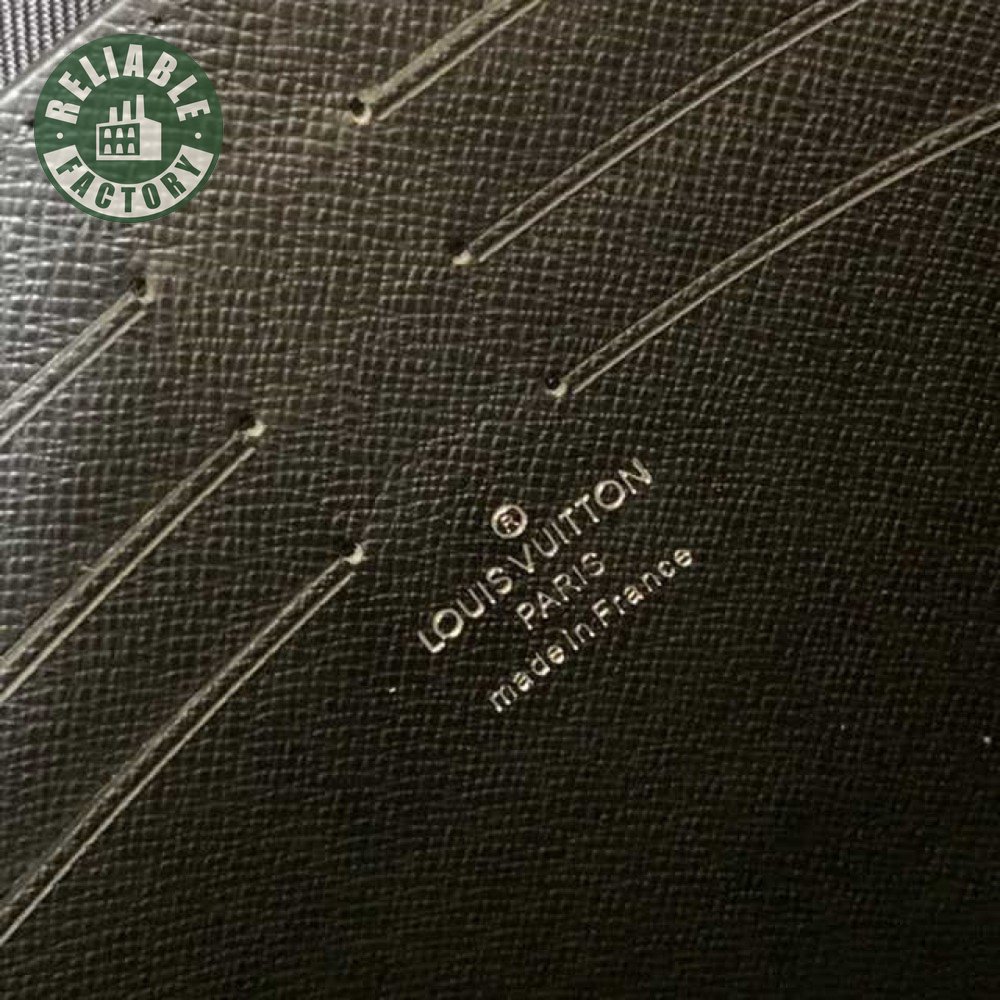 RELIABLE
FACTORY
®
LOUIS VUITTON
PARIS
made in France